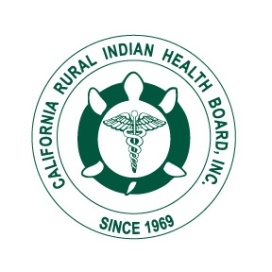 CALIFORNIA RURAL INDIAN HEALTH BOARD, INC.
SINCE 1969